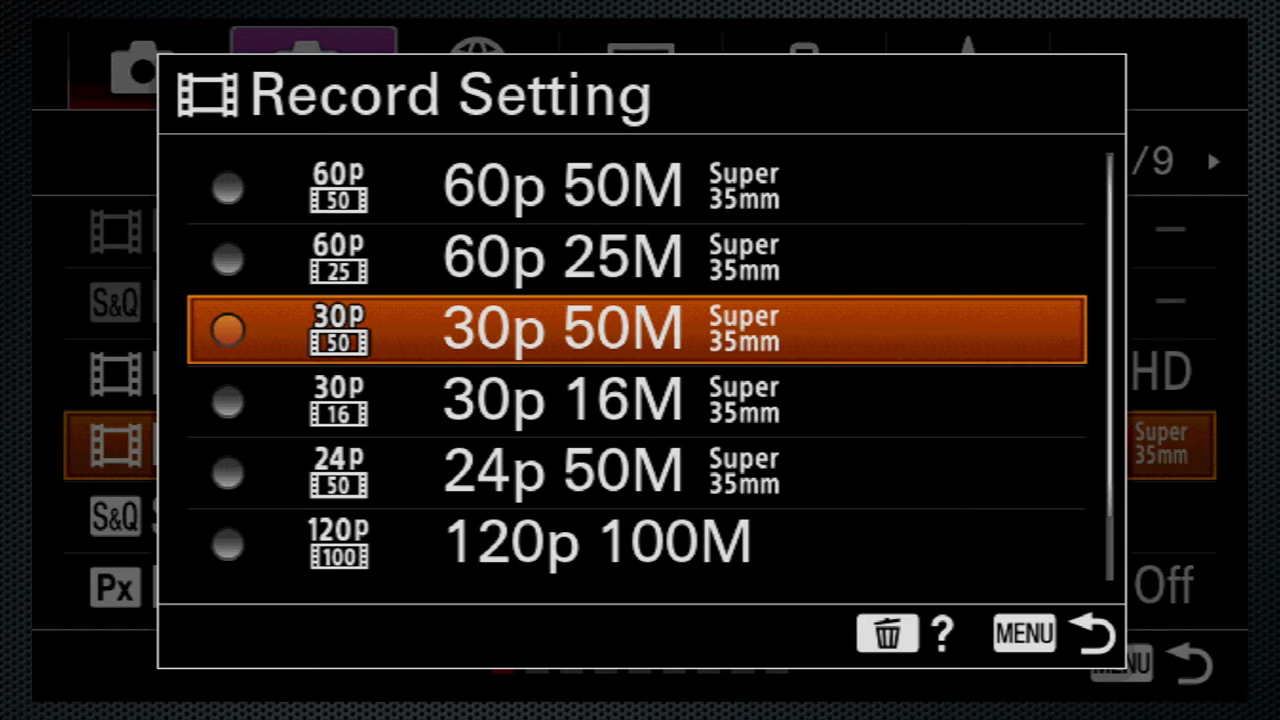 Record Setting
/9
60p
50
60p 50M Super
35mm
60p
25
60p 25M Super
35mm
S&Q
30p
50
30p 50M Super
35mm
30p
16
30p 16M Super
35mm
HD
24p
50
24p 50M Super
35mm
Super
35mm
120p
100
120p 100M
S&Q
Px
Off
? MENU